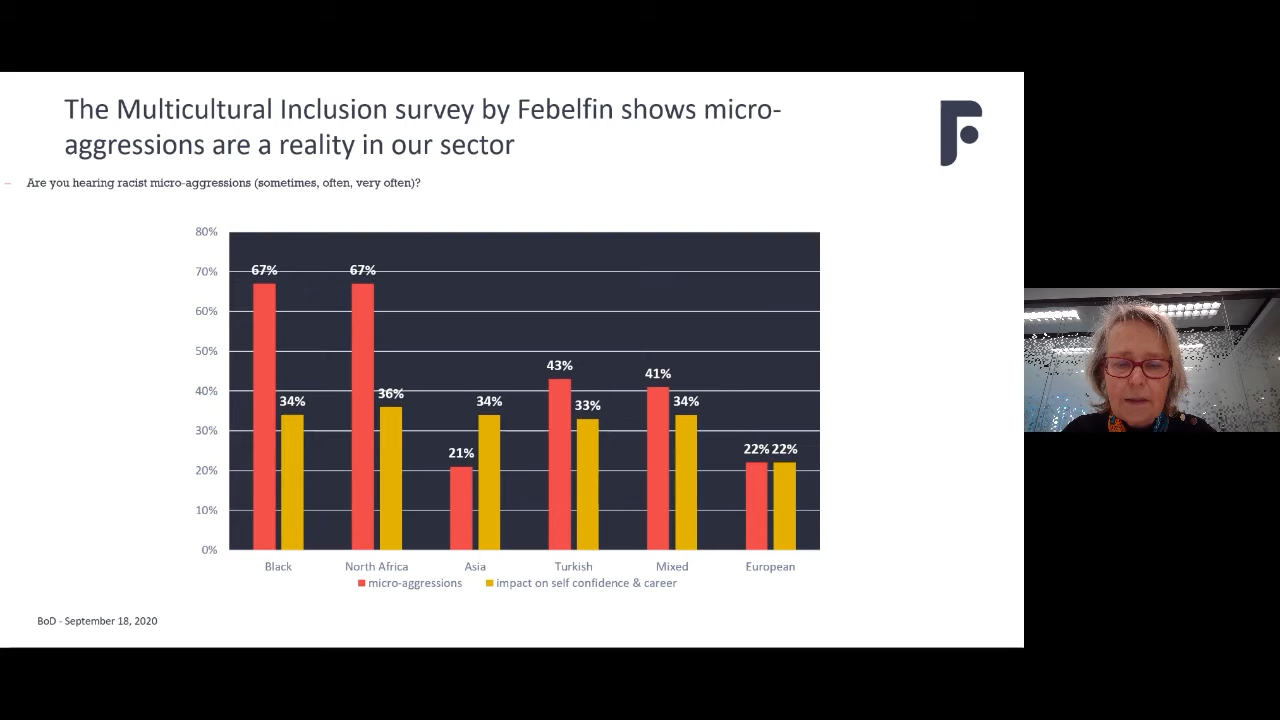 The Multicultural Inclusion survey by Febelfin shows micro-
aggressions are a reality in our sector
– Are you hearing racist micro-aggressions (sometimes, often, very often)?
80%
70%
60%
50%
40%
30%
20%
10%
0%
67%
34%
67%
36%
21%
34%
43%
33%
41%
34%
22%
22%
Black
North Africa
Asia
Turkish
Mixed
European
micro-aggressions
impact on self confidence & career
BoD - September 18, 2020